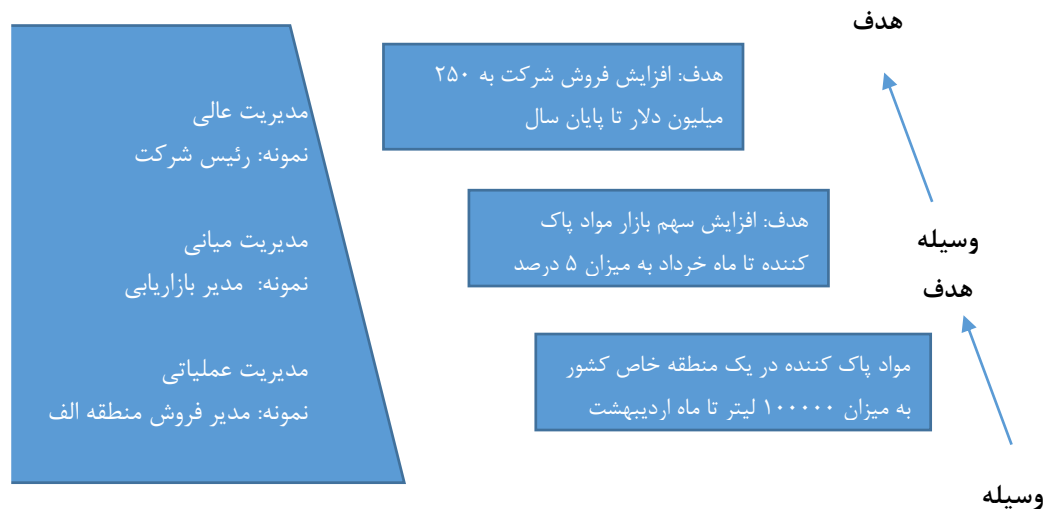 هدف
هدف: افزایش فروش شرکت به ۲۵۰
میلیون دلار تا پایان سال
مدیریت عالی
نمونه: رئیس شرکت
وسیله
هدف: افزایش سهم بازار مواد پاک
کننده تا ماه خرداد به میزان ۵ درصد
مدیریت میانی
نمونه: مدیر بازاریابی
هدف
مواد پاک کننده در یک منطقه خاص کشور
به میزان ۱۰۰۰۰۰ لیتر تا ماه اردیبهشت
مدیریت عملیاتی
نمونه: مدیر فروش منطقه الف
وسیله